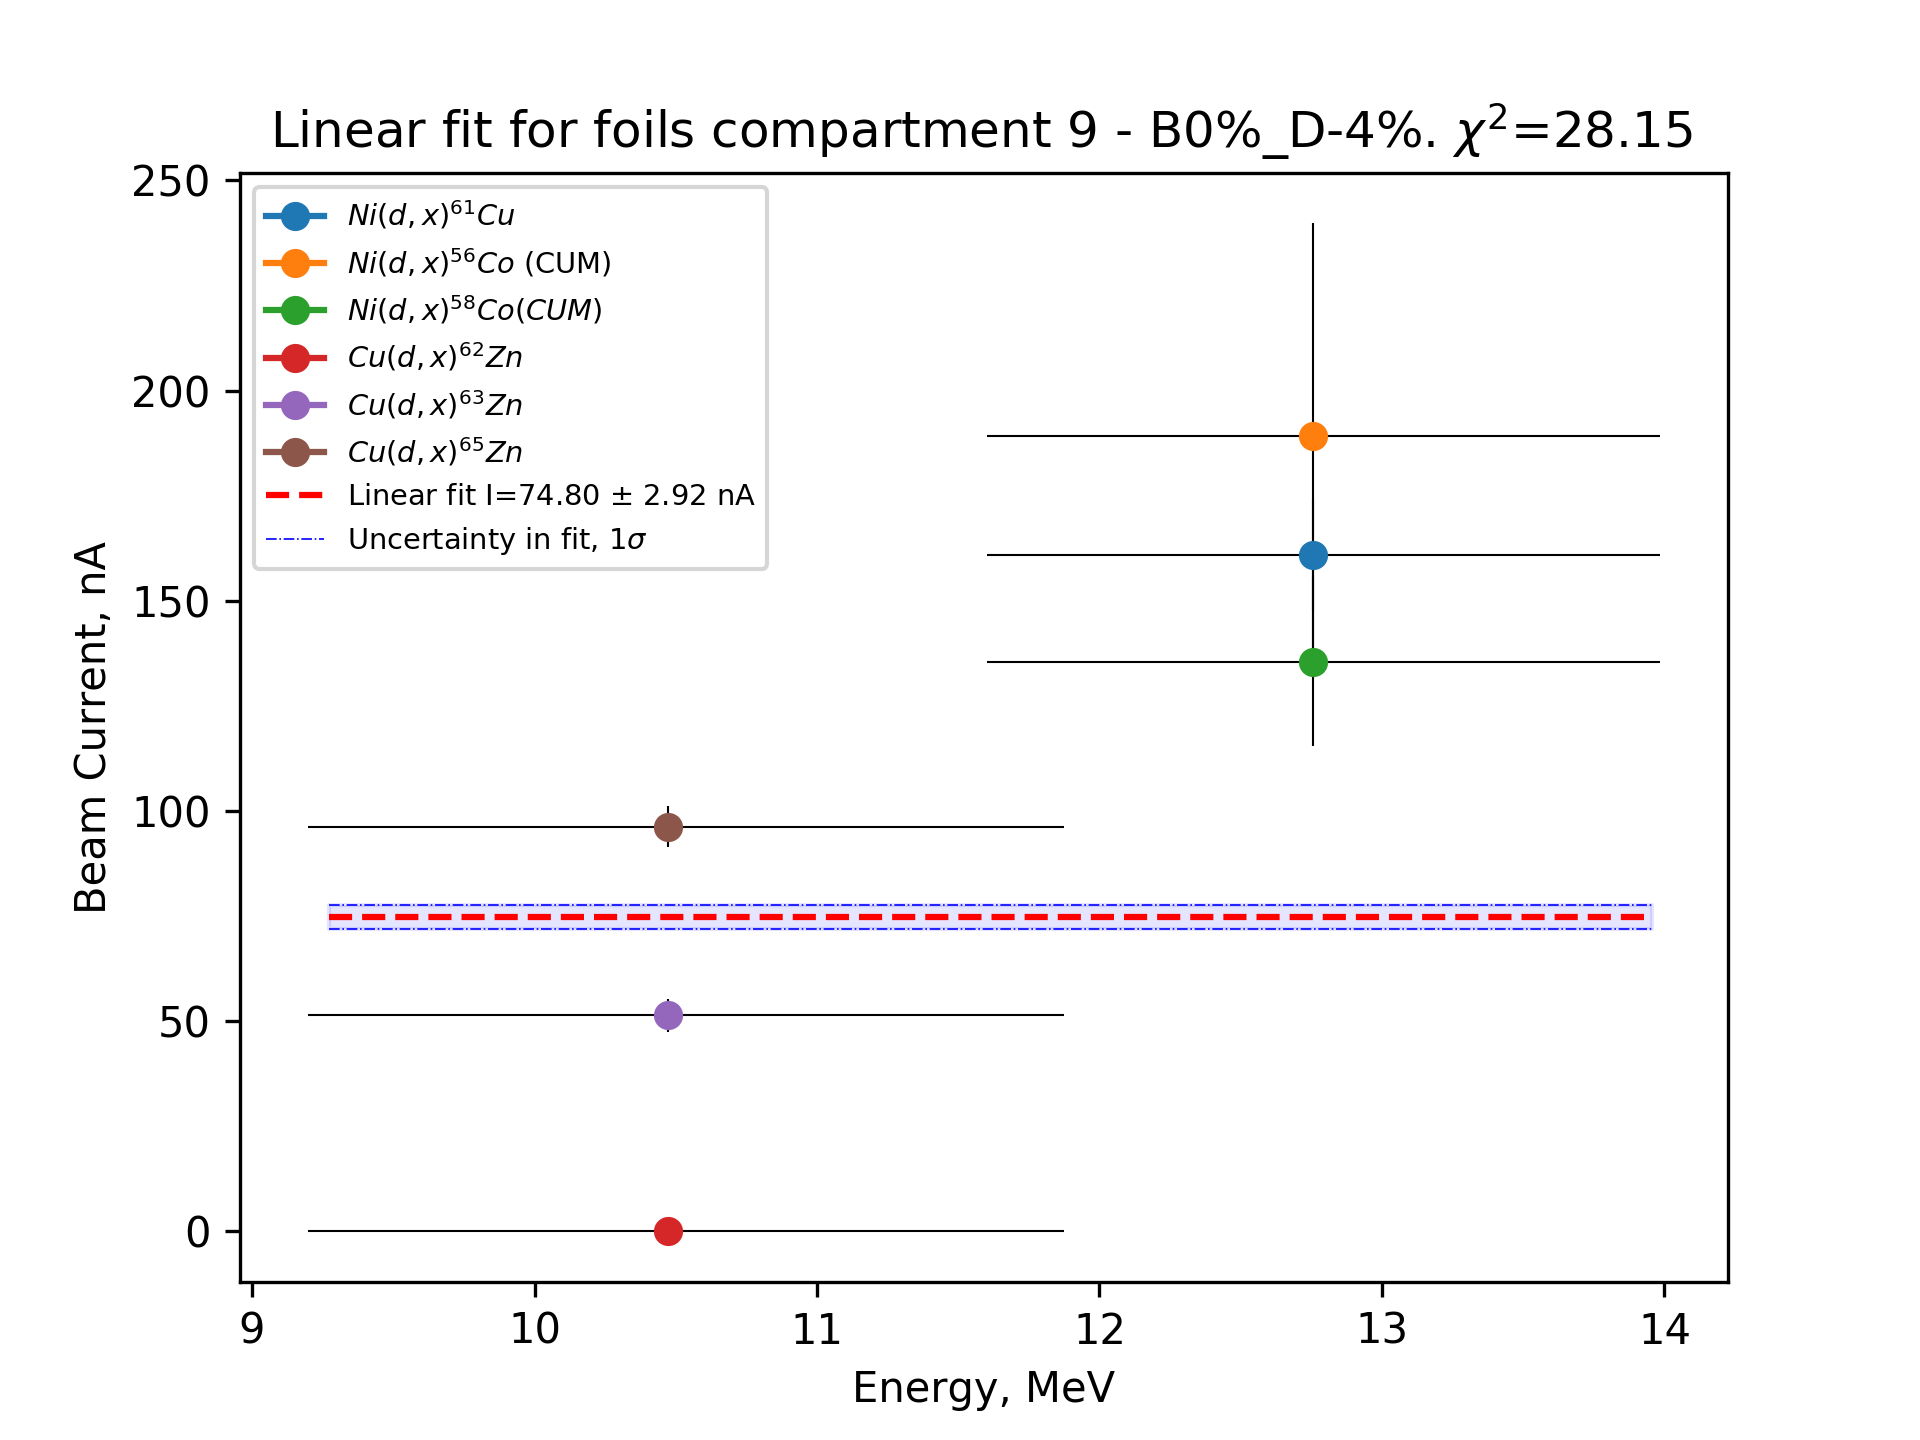 Linear fit for foils compartment 9 - B0%_D-4%. χ²=28.15
250
200
150
100
50
0
Beam Current, nA
Ni(d, x)⁶¹Cu
Ni(d, x)⁵⁶Co (CUM)
Ni(d, x)⁵⁸Co(CUM)
Cu(d, x)⁶²Zn
Cu(d, x)⁶³Zn
Cu(d, x)⁶⁵Zn
Linear fit I=74.80 ± 2.92 nA
Uncertainty in fit, 1σ
9 10 11 12 13 14
Energy, MeV